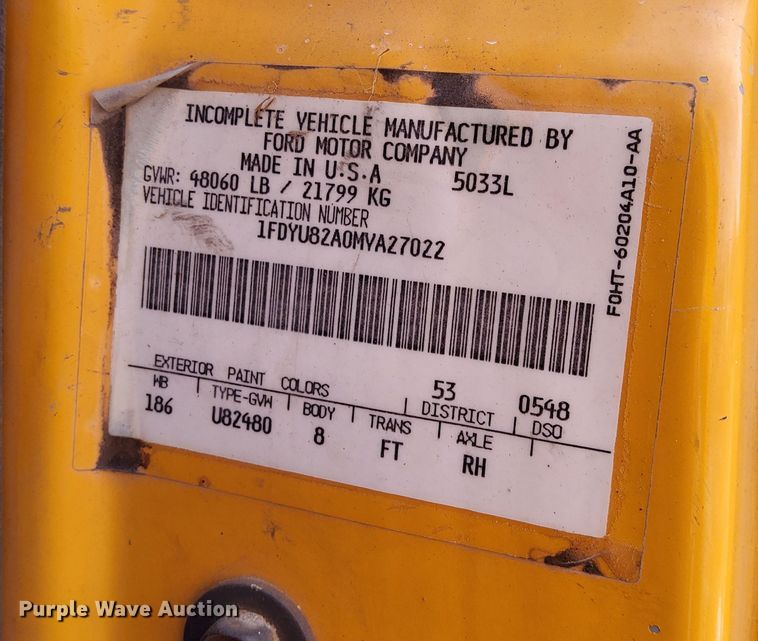 INCOMPLETE VEHICLE MANUFACTURED BY
FORD MOTOR COMPANY
MADE IN U.S.A
5033L
GVWR: 48060 LB / 21799 KG
VEHICLE IDENTIFICATION NUMBER
1FDYU82A0MVA27022
F0HT-60204A10-AA
EXTERIOR PAINT COLORS 53 0548
WB TYPE-GVW BODY TRANS DISTRICT AXLE DSO
186 U82480 8 FT RH
Purple Wave Auction